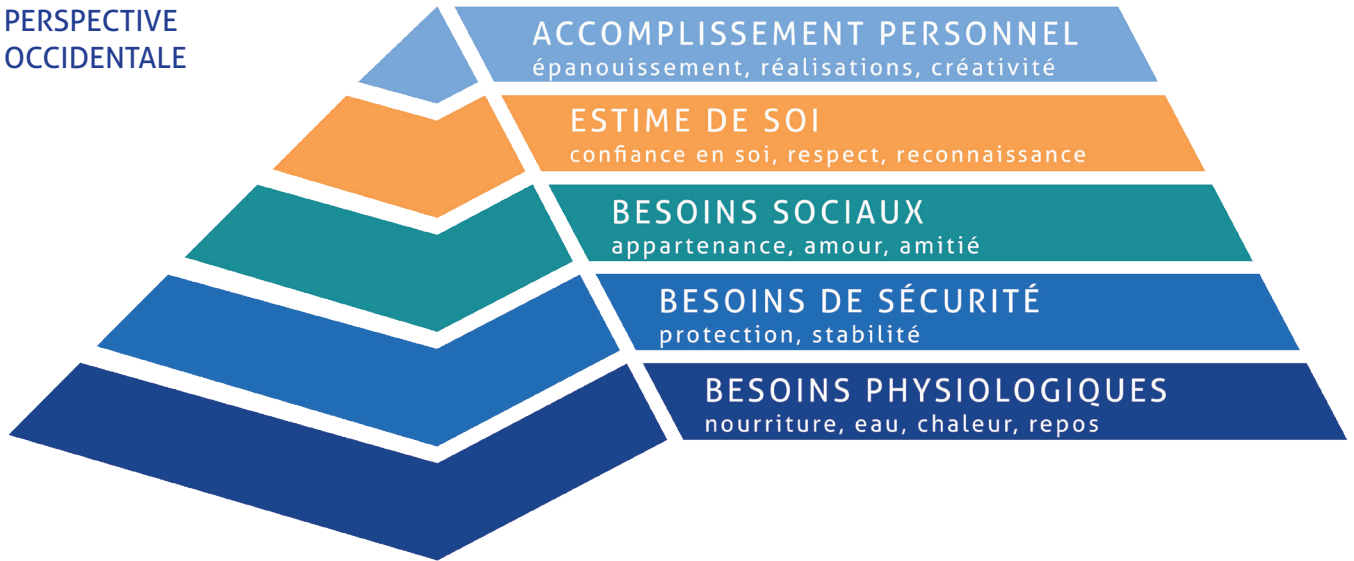 PERSPECTIVE
OCCIDENTALE
ACCOMPLISSEMENT PERSONNEL
épanouissement, réalisations, créativité
ESTIME DE SOI
confiance en soi, respect, reconnaissance
BESOINS SOCIAUX
appartenance, amour, amitié
BESOINS DE SÉCURITÉ
protection, stabilité
BESOINS PHYSIOLOGIQUES
nourriture, eau, chaleur, repos